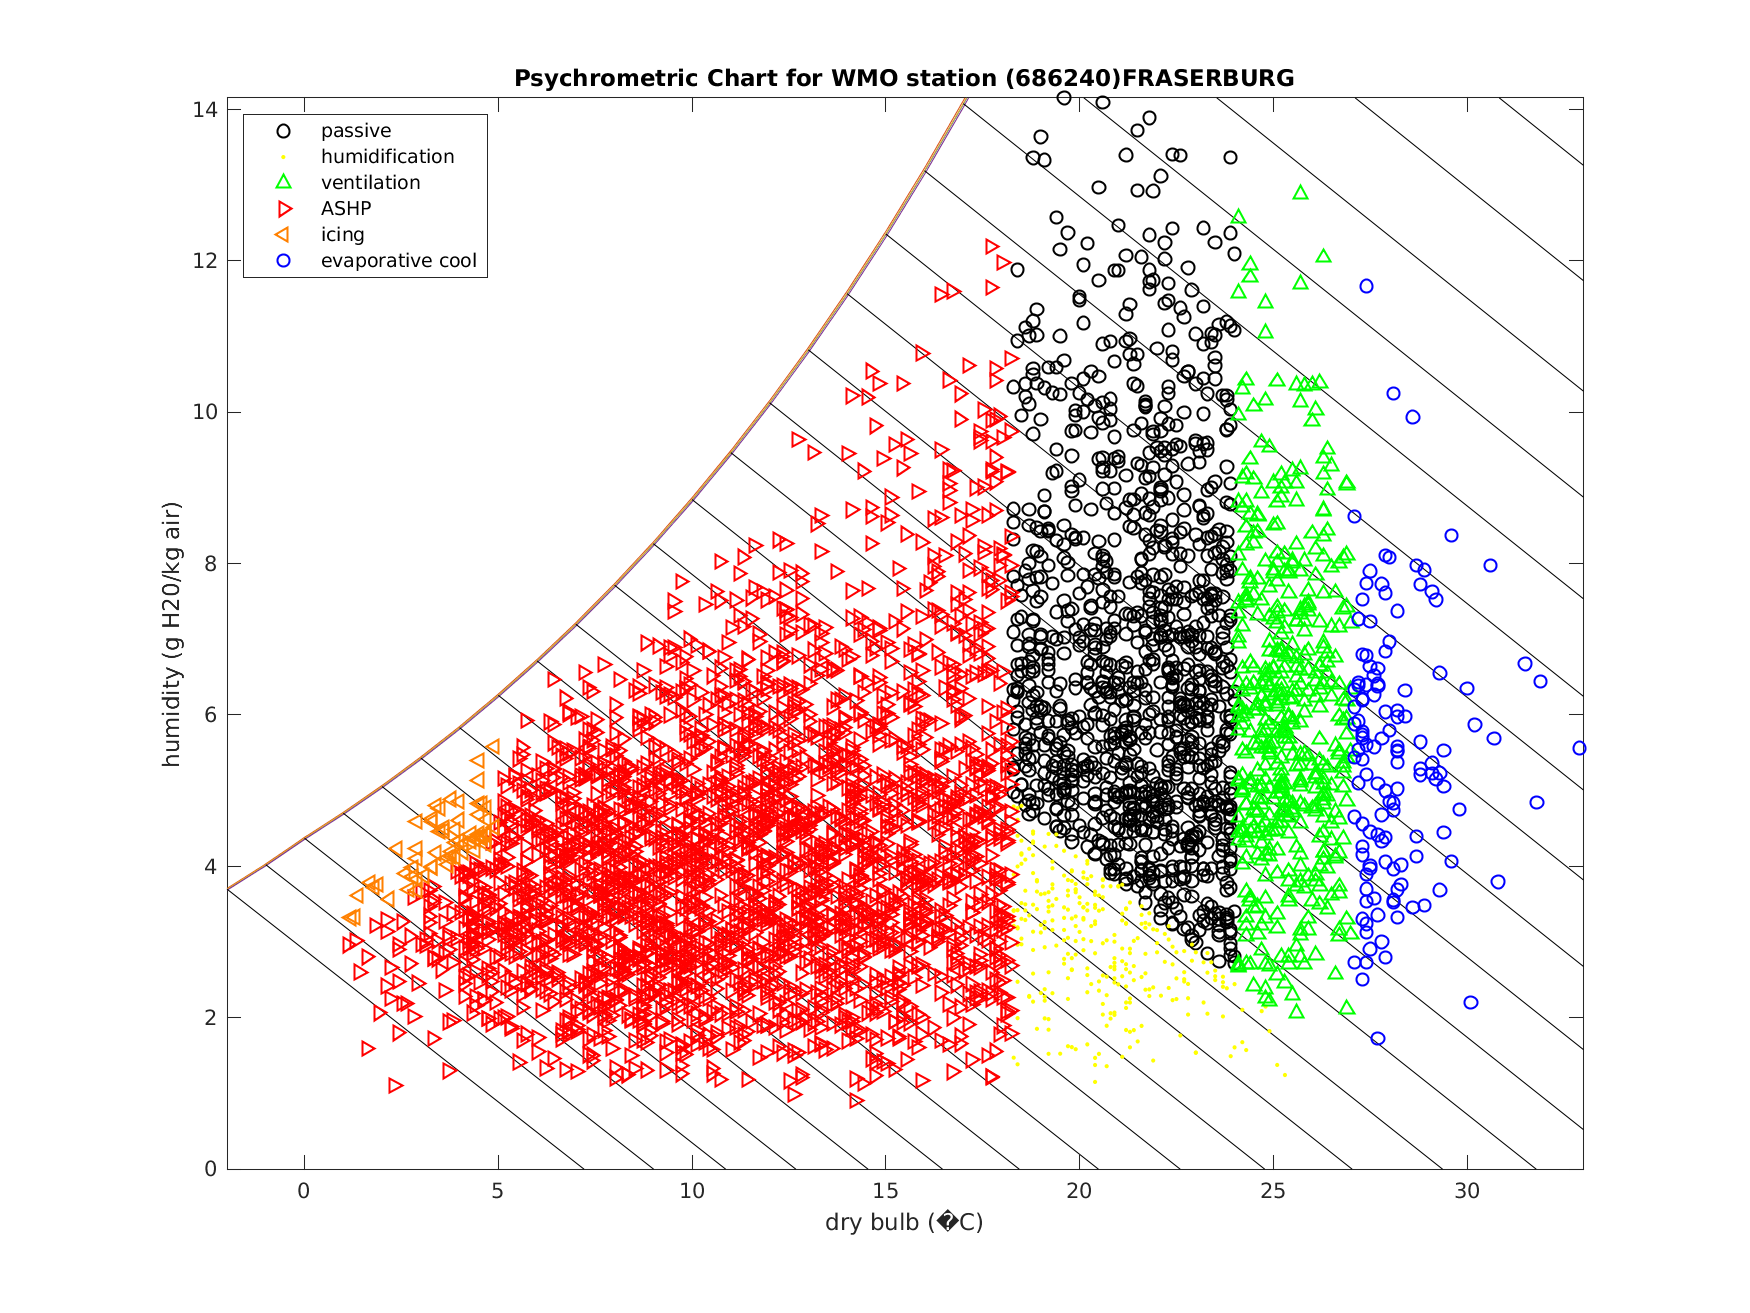 Psychrometric Chart for WMO station (686240)FRASERBURG
passive
humidification
ventilation
ASHP
icing
evaporative cool
humidity (g H20/kg air)
14
12
10
8
6
4
2
0
0 5 10 15 20 25 30
dry bulb (�C)